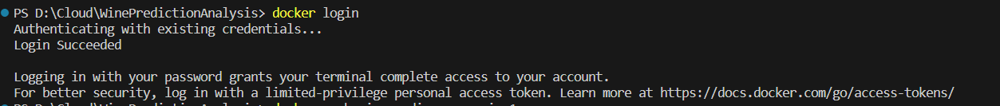 PS D:\Cloud\WinePredictionAnalysis> docker login
Authenticating with existing credentials...
Login Succeeded
Logging in with your password grants your terminal complete access to your account.
For better security, log in with a limited-privilege personal access token. Learn more at https://docs.docker.com/go/access-tokens/